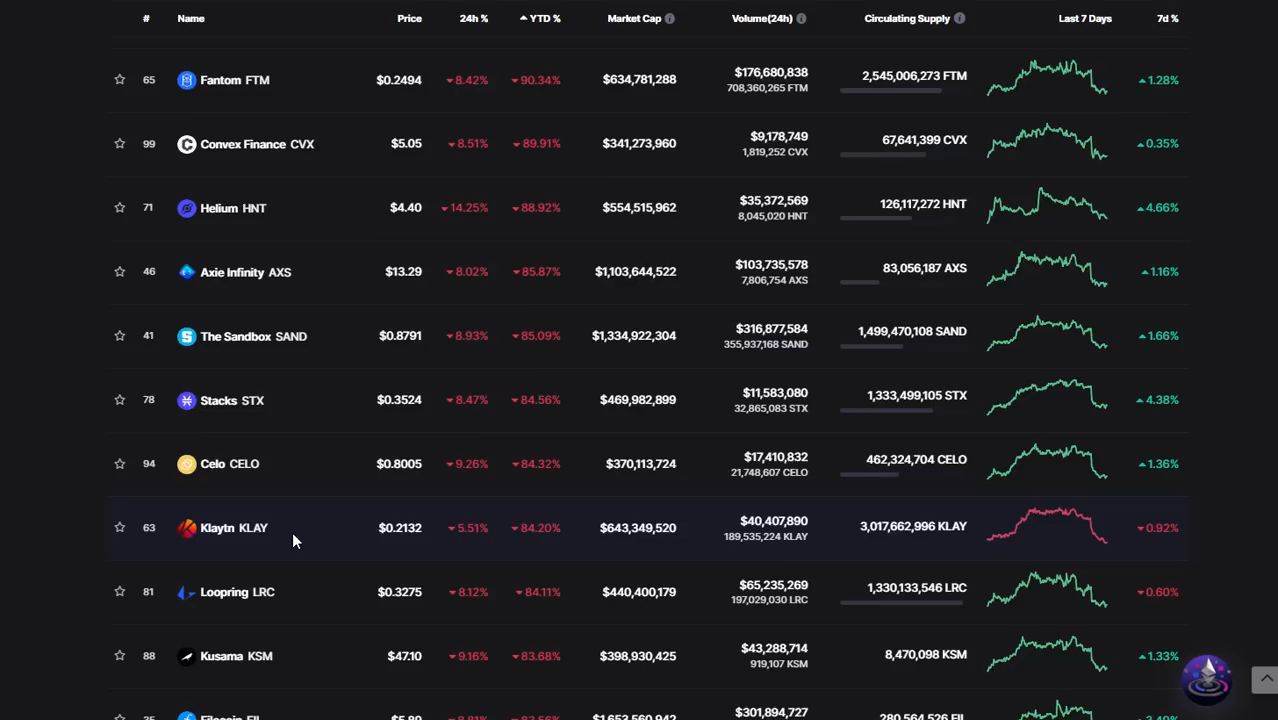 # Name Price 24h % YTD % Market Cap Volume(24h) Circulating Supply Last 7 Days 7d %
65 Fantom FTM $0.2494 8.42% 90.34% $634,781,288 $176,680,838 2,545,006,273 FTM 1.28%
708,360,265 FTM
99 Convex Finance CVX $5.05 8.51% 89.91% $341,273,960 $9,178,749 67,641,399 CVX 0.35%
1,819,252 CVX
71 Helium HNT $4.40 14.25% 88.92% $554,515,962 $35,372,569 126,117,272 HNT 4.66%
8,045,020 HNT
46 Axie Infinity AXS $13.29 8.02% 85.87% $1,103,644,522 $103,735,578 83,056,187 AXS 1.16%
7,806,754 AXS
41 The Sandbox SAND $0.8791 8.93% 85.09% $1,334,922,304 $316,877,584 1,499,470,108 SAND 1.66%
355,937,168 SAND
78 Stacks STX $0.3524 8.47% 84.56% $469,982,899 $11,583,080 1,333,499,105 STX 4.38%
32,865,083 STX
94 Celo CELO $0.8005 9.26% 84.32% $370,113,724 $17,410,832 462,324,704 CELO 1.36%
21,748,607 CELO
63 Klaytn KLAY $0.2132 5.51% 84.20% $643,349,520 $40,407,890 3,017,662,996 KLAY 0.92%
189,535,224 KLAY
81 Loopring LRC $0.3275 8.12% 84.11% $440,400,179 $65,235,269 1,330,133,546 LRC 0.60%
197,029,030 LRC
88 Kusama KSM $47.10 9.16% 83.68% $398,930,425 $43,288,714 8,470,098 KSM 1.33%
919,107 KSM
$301,894,727